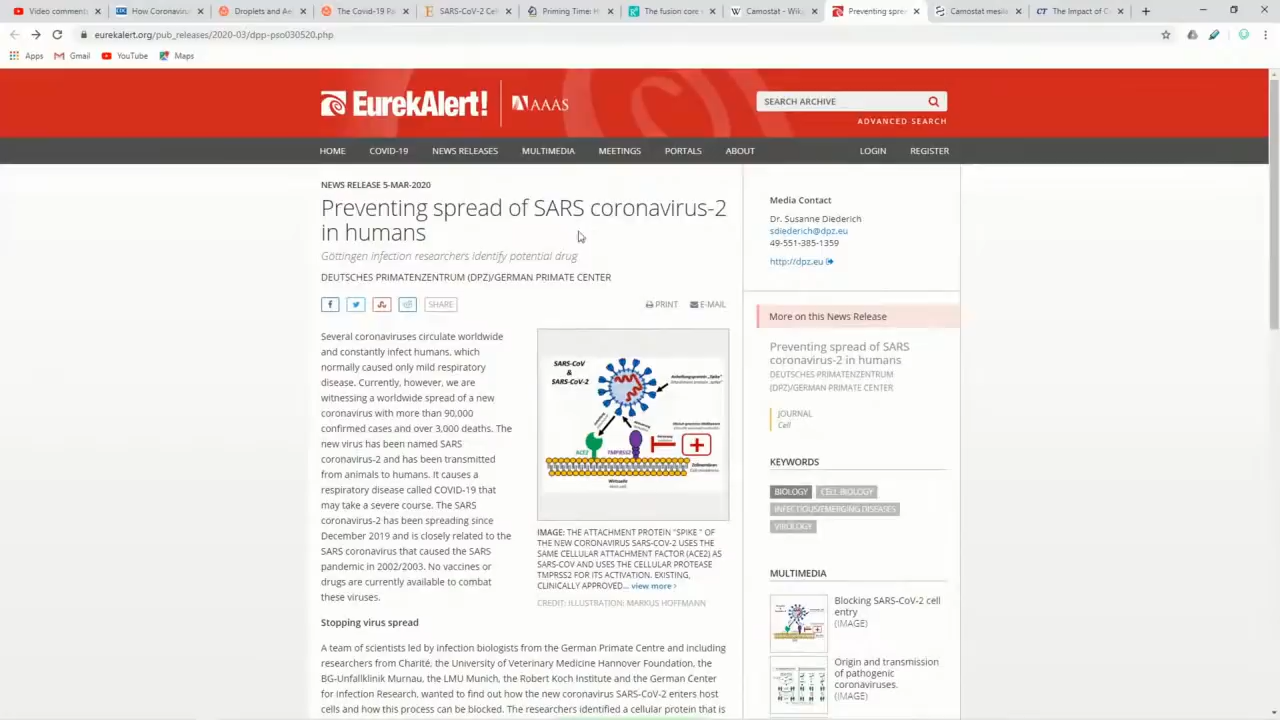 Video comments
How Coronaviru
Droplets and Ae
The Covid-19 Pa
SARS-CoV-2 Cel
Priming Time: H
The fusion core
Camostat - Wiki
Preventing sprea
Camostat mesile
The Impact of C
eurekalert.org/pub_releases/2020-03/dpp-pso030520.php
Apps Gmail YouTube Maps
EurekAlert! AAAS
SEARCH ARCHIVE
ADVANCED SEARCH
HOME COVID-19 NEWS RELEASES MULTIMEDIA MEETINGS PORTALS ABOUT LOGIN REGISTER
NEWS RELEASE 5-MAR-2020
Preventing spread of SARS coronavirus-2
in humans
Göttingen infection researchers identify potential drug
DEUTSCHES PRIMATENZENTRUM (DPZ)/GERMAN PRIMATE CENTER
SHARE PRINT E-MAIL
Several coronaviruses circulate worldwide
and constantly infect humans, which
normally caused only mild respiratory
disease. Currently, however, we are
witnessing a worldwide spread of a new
coronavirus with more than 90,000
confirmed cases and over 3,000 deaths. The
new virus has been named SARS
coronavirus-2 and has been transmitted
from animals to humans. It causes a
respiratory disease called COVID-19 that
may take a severe course. The SARS
coronavirus-2 has been spreading since
December 2019 and is closely related to the
SARS coronavirus that caused the SARS
pandemic in 2002/2003. No vaccines or
drugs are currently available to combat
these viruses.
SARS-CoV
&
SARS-CoV-2
ACE2 TMPRSS2
IMAGE: THE ATTACHMENT PROTEIN "SPIKE " OF
THE NEW CORONAVIRUS SARS-COV-2 USES THE
SAME CELLULAR ATTACHMENT FACTOR (ACE2) AS
SARS-COV AND USES THE CELLULAR PROTEASE
TMPRSS2 FOR ITS ACTIVATION. EXISTING,
CLINICALLY APPROVED... view more >
CREDIT: ILLUSTRATION: MARKUS HOFFMANN
Stopping virus spread
A team of scientists led by infection biologists from the German Primate Centre and including
researchers from Charité, the University of Veterinary Medicine Hannover Foundation, the
BG-Unfallklinik Murnau, the LMU Munich, the Robert Koch Institute and the German Center
for Infection Research, wanted to find out how the new coronavirus SARS-CoV-2 enters host
cells and how this process can be blocked. The researchers identified a cellular protein that is
Media Contact
Dr. Susanne Diederich
sdiederich@dpz.eu
49-551-385-1359
http://dpz.eu
More on this News Release
Preventing spread of SARS
coronavirus-2 in humans
DEUTSCHES PRIMATENZENTRUM
(DPZ)/GERMAN PRIMATE CENTER
JOURNAL
Cell
KEYWORDS
BIOLOGY CELL BIOLOGY
INFECTIOUS/EMERGING DISEASES
VIROLOGY
MULTIMEDIA
Blocking SARS-CoV-2 cell
entry
(IMAGE)
Origin and transmission
of pathogenic
coronaviruses.
(IMAGE)